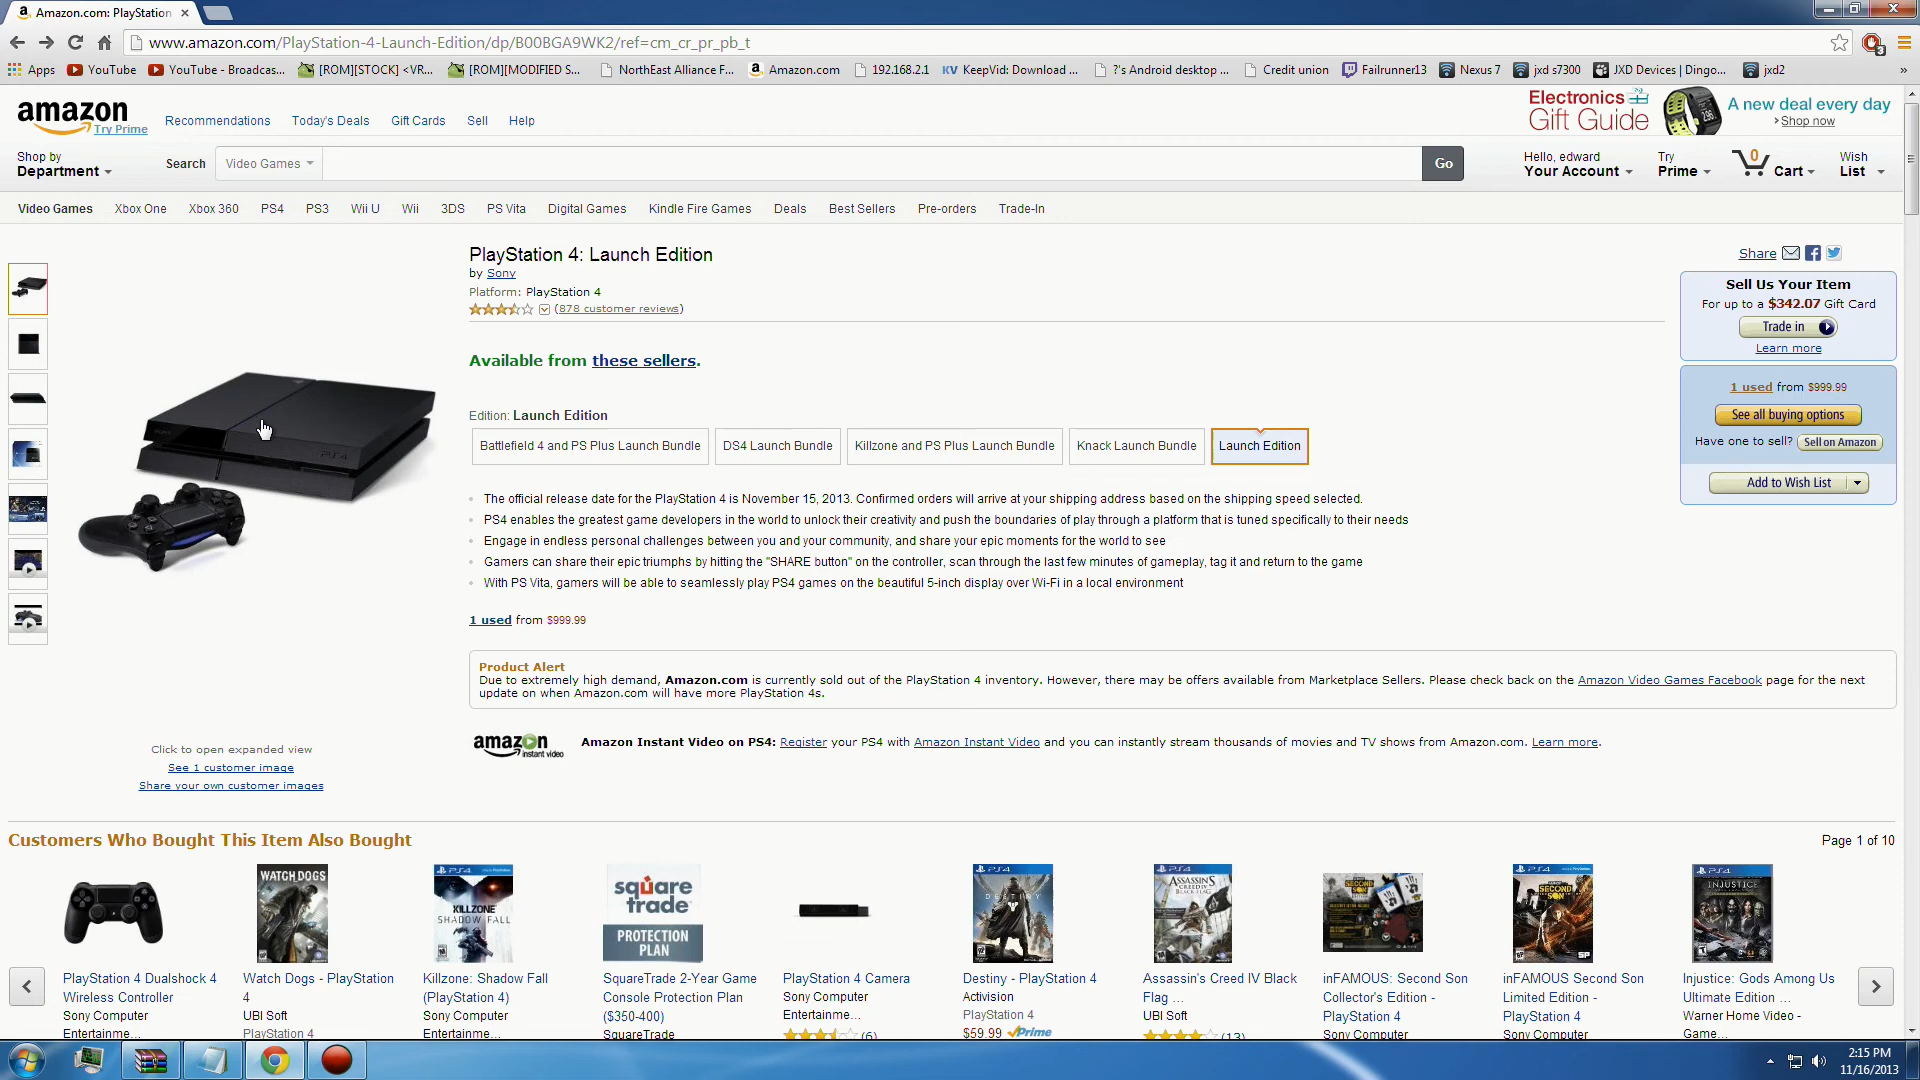 Amazon.com: PlayStation
www.amazon.com/PlayStation-4-Launch-Edition/dp/B00BGA9WK2/ref=cm_cr_pr_pb_t
3
Apps YouTube YouTube - Broadcas... [ROM][STOCK] <VR... [ROM][MODIFIED S... NorthEast Alliance F... Amazon.com 192.168.2.1 KV KeepVid: Download ... ?'s Android desktop ... Credit union Failrunner13 Nexus 7 jxd s7300 JXD Devices | Dingo... jxd2 »
amazon
Try Prime
Recommendations Today's Deals Gift Cards Sell Help
Electronics
Gift Guide
A new deal every day
Shop now
Shop by
Department
Search Video Games Go
Hello, edward
Your Account
Try
Prime
0
Cart
Wish
List
Video Games Xbox One Xbox 360 PS4 PS3 Wii U Wii 3DS PS Vita Digital Games Kindle Fire Games Deals Best Sellers Pre-orders Trade-In
PlayStation 4: Launch Edition
by Sony
Platform: PlayStation 4
(878 customer reviews)
Share
Sell Us Your Item
For up to a $342.07 Gift Card
Trade in
Learn more
1 used from $999.99
See all buying options
Have one to sell? Sell on Amazon
Add to Wish List
Available from these sellers.
Edition: Launch Edition
Battlefield 4 and PS Plus Launch Bundle DS4 Launch Bundle Killzone and PS Plus Launch Bundle Knack Launch Bundle Launch Edition
The official release date for the PlayStation 4 is November 15, 2013. Confirmed orders will arrive at your shipping address based on the shipping speed selected.
PS4 enables the greatest game developers in the world to unlock their creativity and push the boundaries of play through a platform that is tuned specifically to their needs
Engage in endless personal challenges between you and your community, and share your epic moments for the world to see
Gamers can share their epic triumphs by hitting the "SHARE button" on the controller, scan through the last few minutes of gameplay, tag it and return to the game
With PS Vita, gamers will be able to seamlessly play PS4 games on the beautiful 5-inch display over Wi-Fi in a local environment
1 used from $999.99
Product Alert
Due to extremely high demand, Amazon.com is currently sold out of the PlayStation 4 inventory. However, there may be offers available from Marketplace Sellers. Please check back on the Amazon Video Games Facebook page for the next
update on when Amazon.com will have more PlayStation 4s.
amazon
instant video
Amazon Instant Video on PS4: Register your PS4 with Amazon Instant Video and you can instantly stream thousands of movies and TV shows from Amazon.com. Learn more.
Click to open expanded view
See 1 customer image
Share your own customer images
Customers Who Bought This Item Also Bought
Page 1 of 10
WATCH DOGS
PS4
KILLZONE
SHADOW FALL
square
trade
PROTECTION
PLAN
PS4
DESTINY
PS4
ASSASSIN'S
CREED IV
BLACK FLAG
SECOND
SON
PS4
SECOND
SON
PS4
INJUSTICE
PlayStation 4 Dualshock 4
Wireless Controller
Sony Computer
Entertainme...
Watch Dogs - PlayStation
4
UBI Soft
PlayStation 4
Killzone: Shadow Fall
(PlayStation 4)
Sony Computer
Entertainme...
SquareTrade 2-Year Game
Console Protection Plan
($350-400)
SquareTrade
PlayStation 4 Camera
Sony Computer
Entertainme...
(6)
Destiny - PlayStation 4
Activision
PlayStation 4
$59.99 Prime
Assassin's Creed IV Black
Flag ...
UBI Soft
(13)
inFAMOUS: Second Son
Collector's Edition -
PlayStation 4
Sony Computer
inFAMOUS Second Son
Limited Edition -
PlayStation 4
Sony Computer
Injustice: Gods Among Us
Ultimate Edition ...
Warner Home Video -
Game...
2:15 PM
11/16/2013